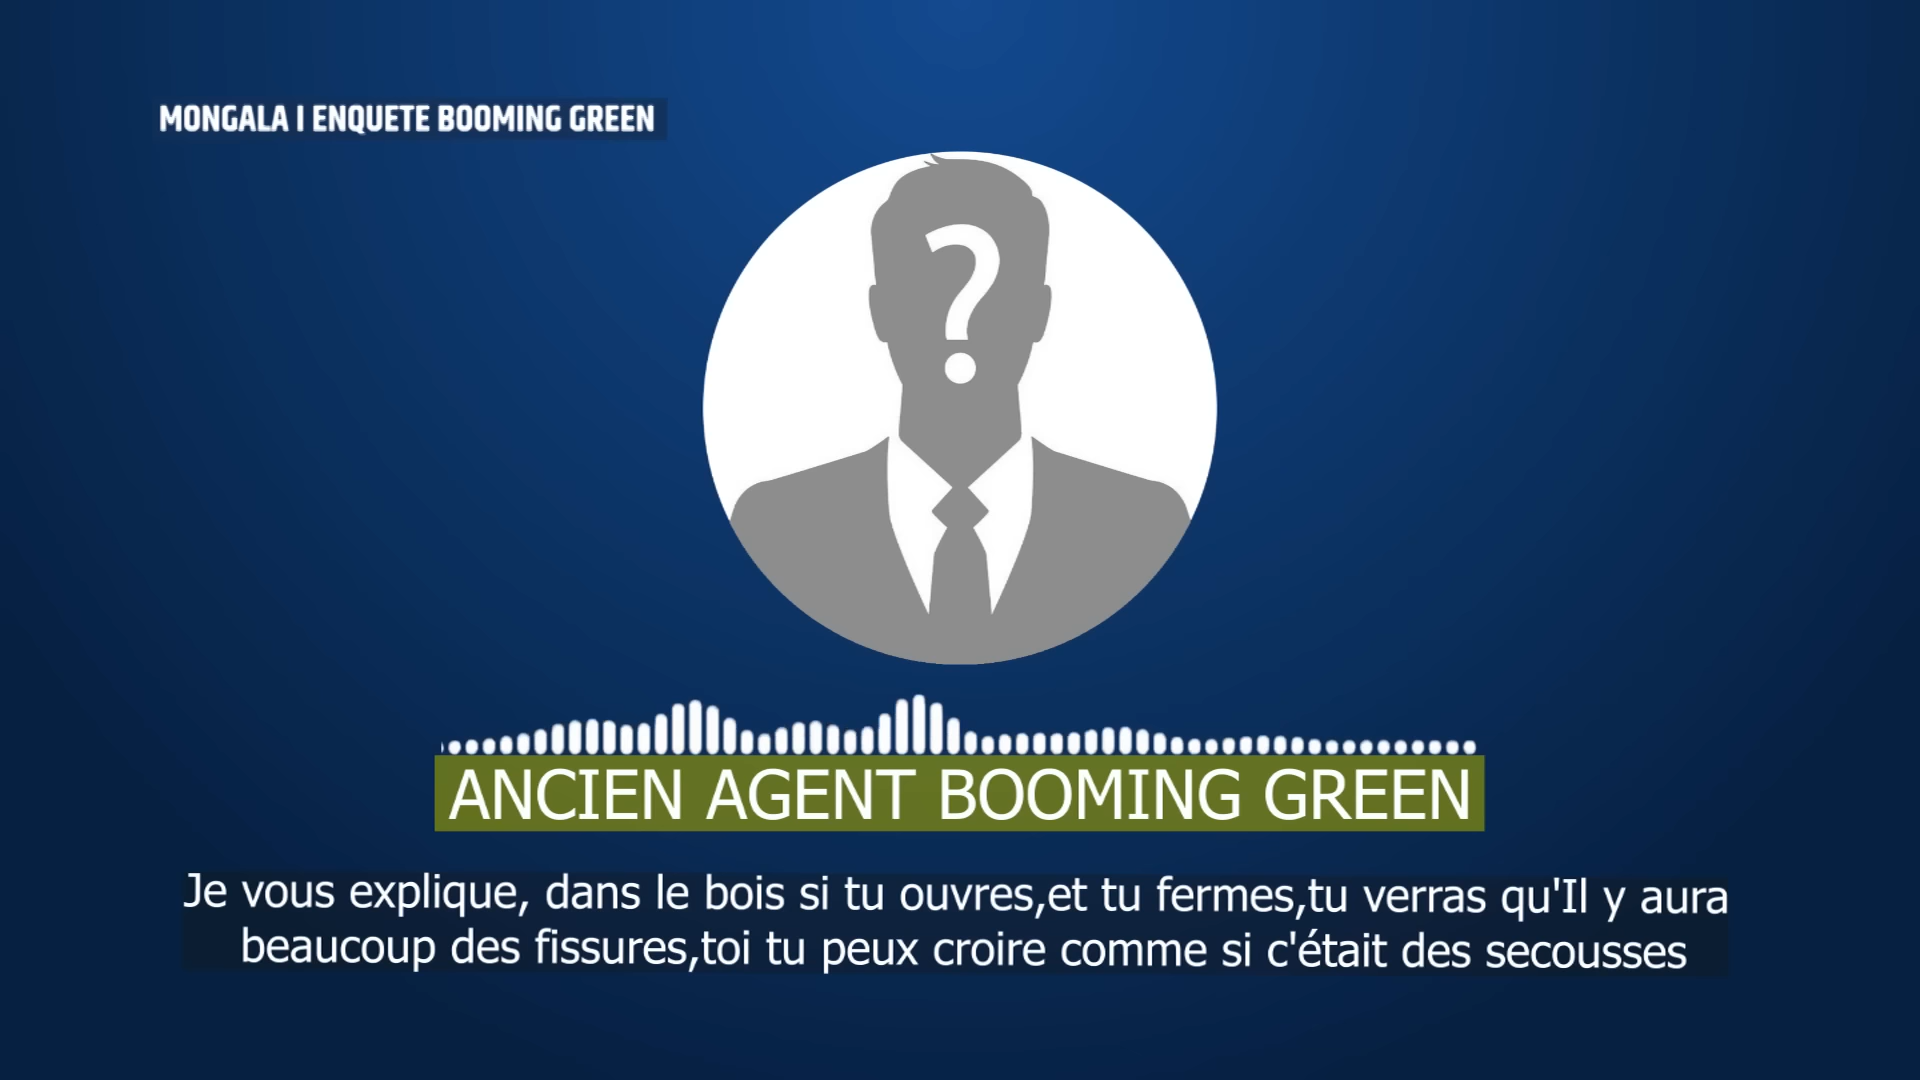 MONGALA I ENQUETE BOOMING GREEN
?
ANCIEN AGENT BOOMING GREEN
Je vous explique, dans le bois si tu ouvres,et tu fermes,tu verras qu'Il y aura
beaucoup des fissures,toi tu peux croire comme si c'était des secousses